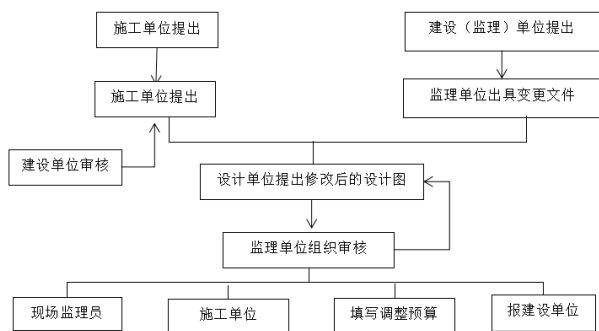 施工单位提出
建设（监理）单位提出
施工单位提出
监理单位出具变更文件
建设单位审核
设计单位提出修改后的设计图
监理单位组织审核
现场监理员
施工单位
填写调整预算
报建设单位